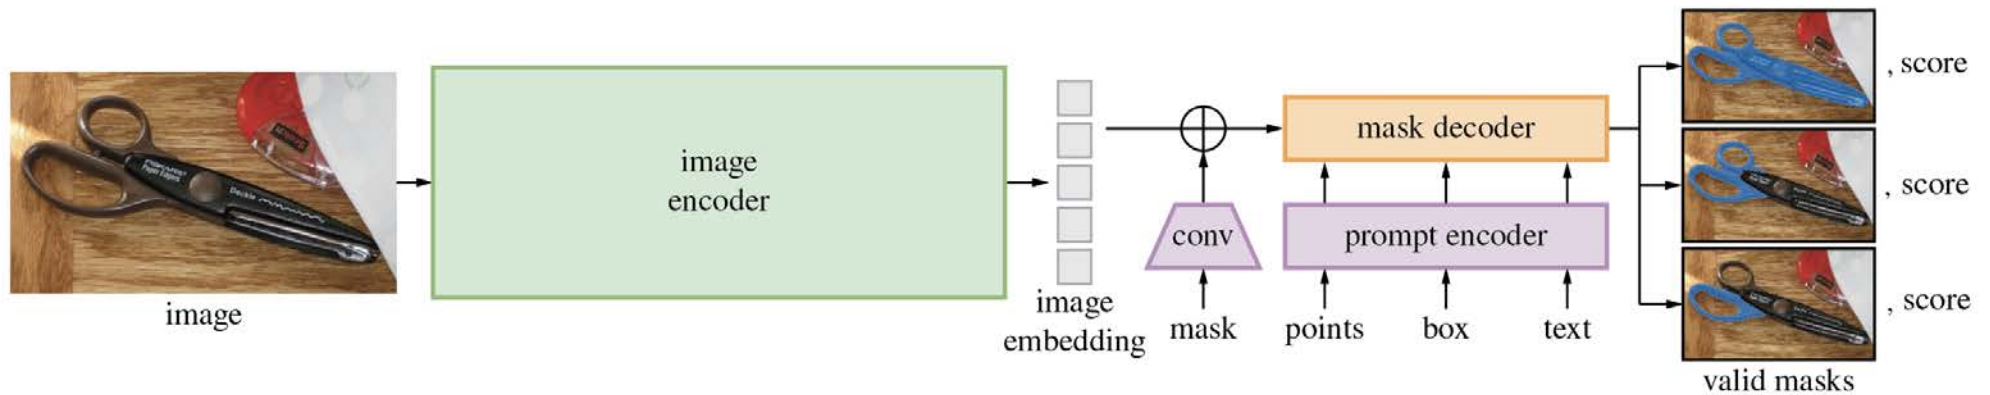 image
image
encoder
image
embedding
conv
mask
mask decoder
prompt encoder
points
box
text
, score
, score
, score
valid masks
Deckle